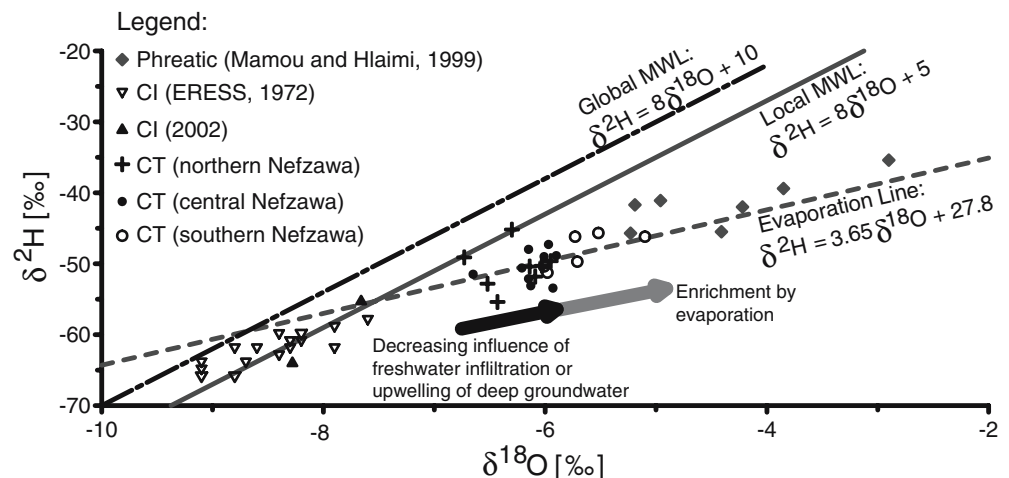 Legend:
Phreatic (Mamou and Hlaimi, 1999)
CI (ERESS, 1972)
CI (2002)
CT (northern Nefzawa)
CT (central Nefzawa)
CT (southern Nefzawa)
Global MWL:
δ²H = 8δ¹⁸O + 10
Local MWL:
δ²H = 8δ¹⁸O + 5
Evaporation Line:
δ²H = 3.65δ¹⁸O + 27.8
Enrichment by
evaporation
Decreasing influence of
freshwater infliltration or
upwelling of deep groundwater
δ²H [‰]
-20
-30
-40
-50
-60
-70
-10
-8
-6
-4
-2
δ¹⁸O [‰]